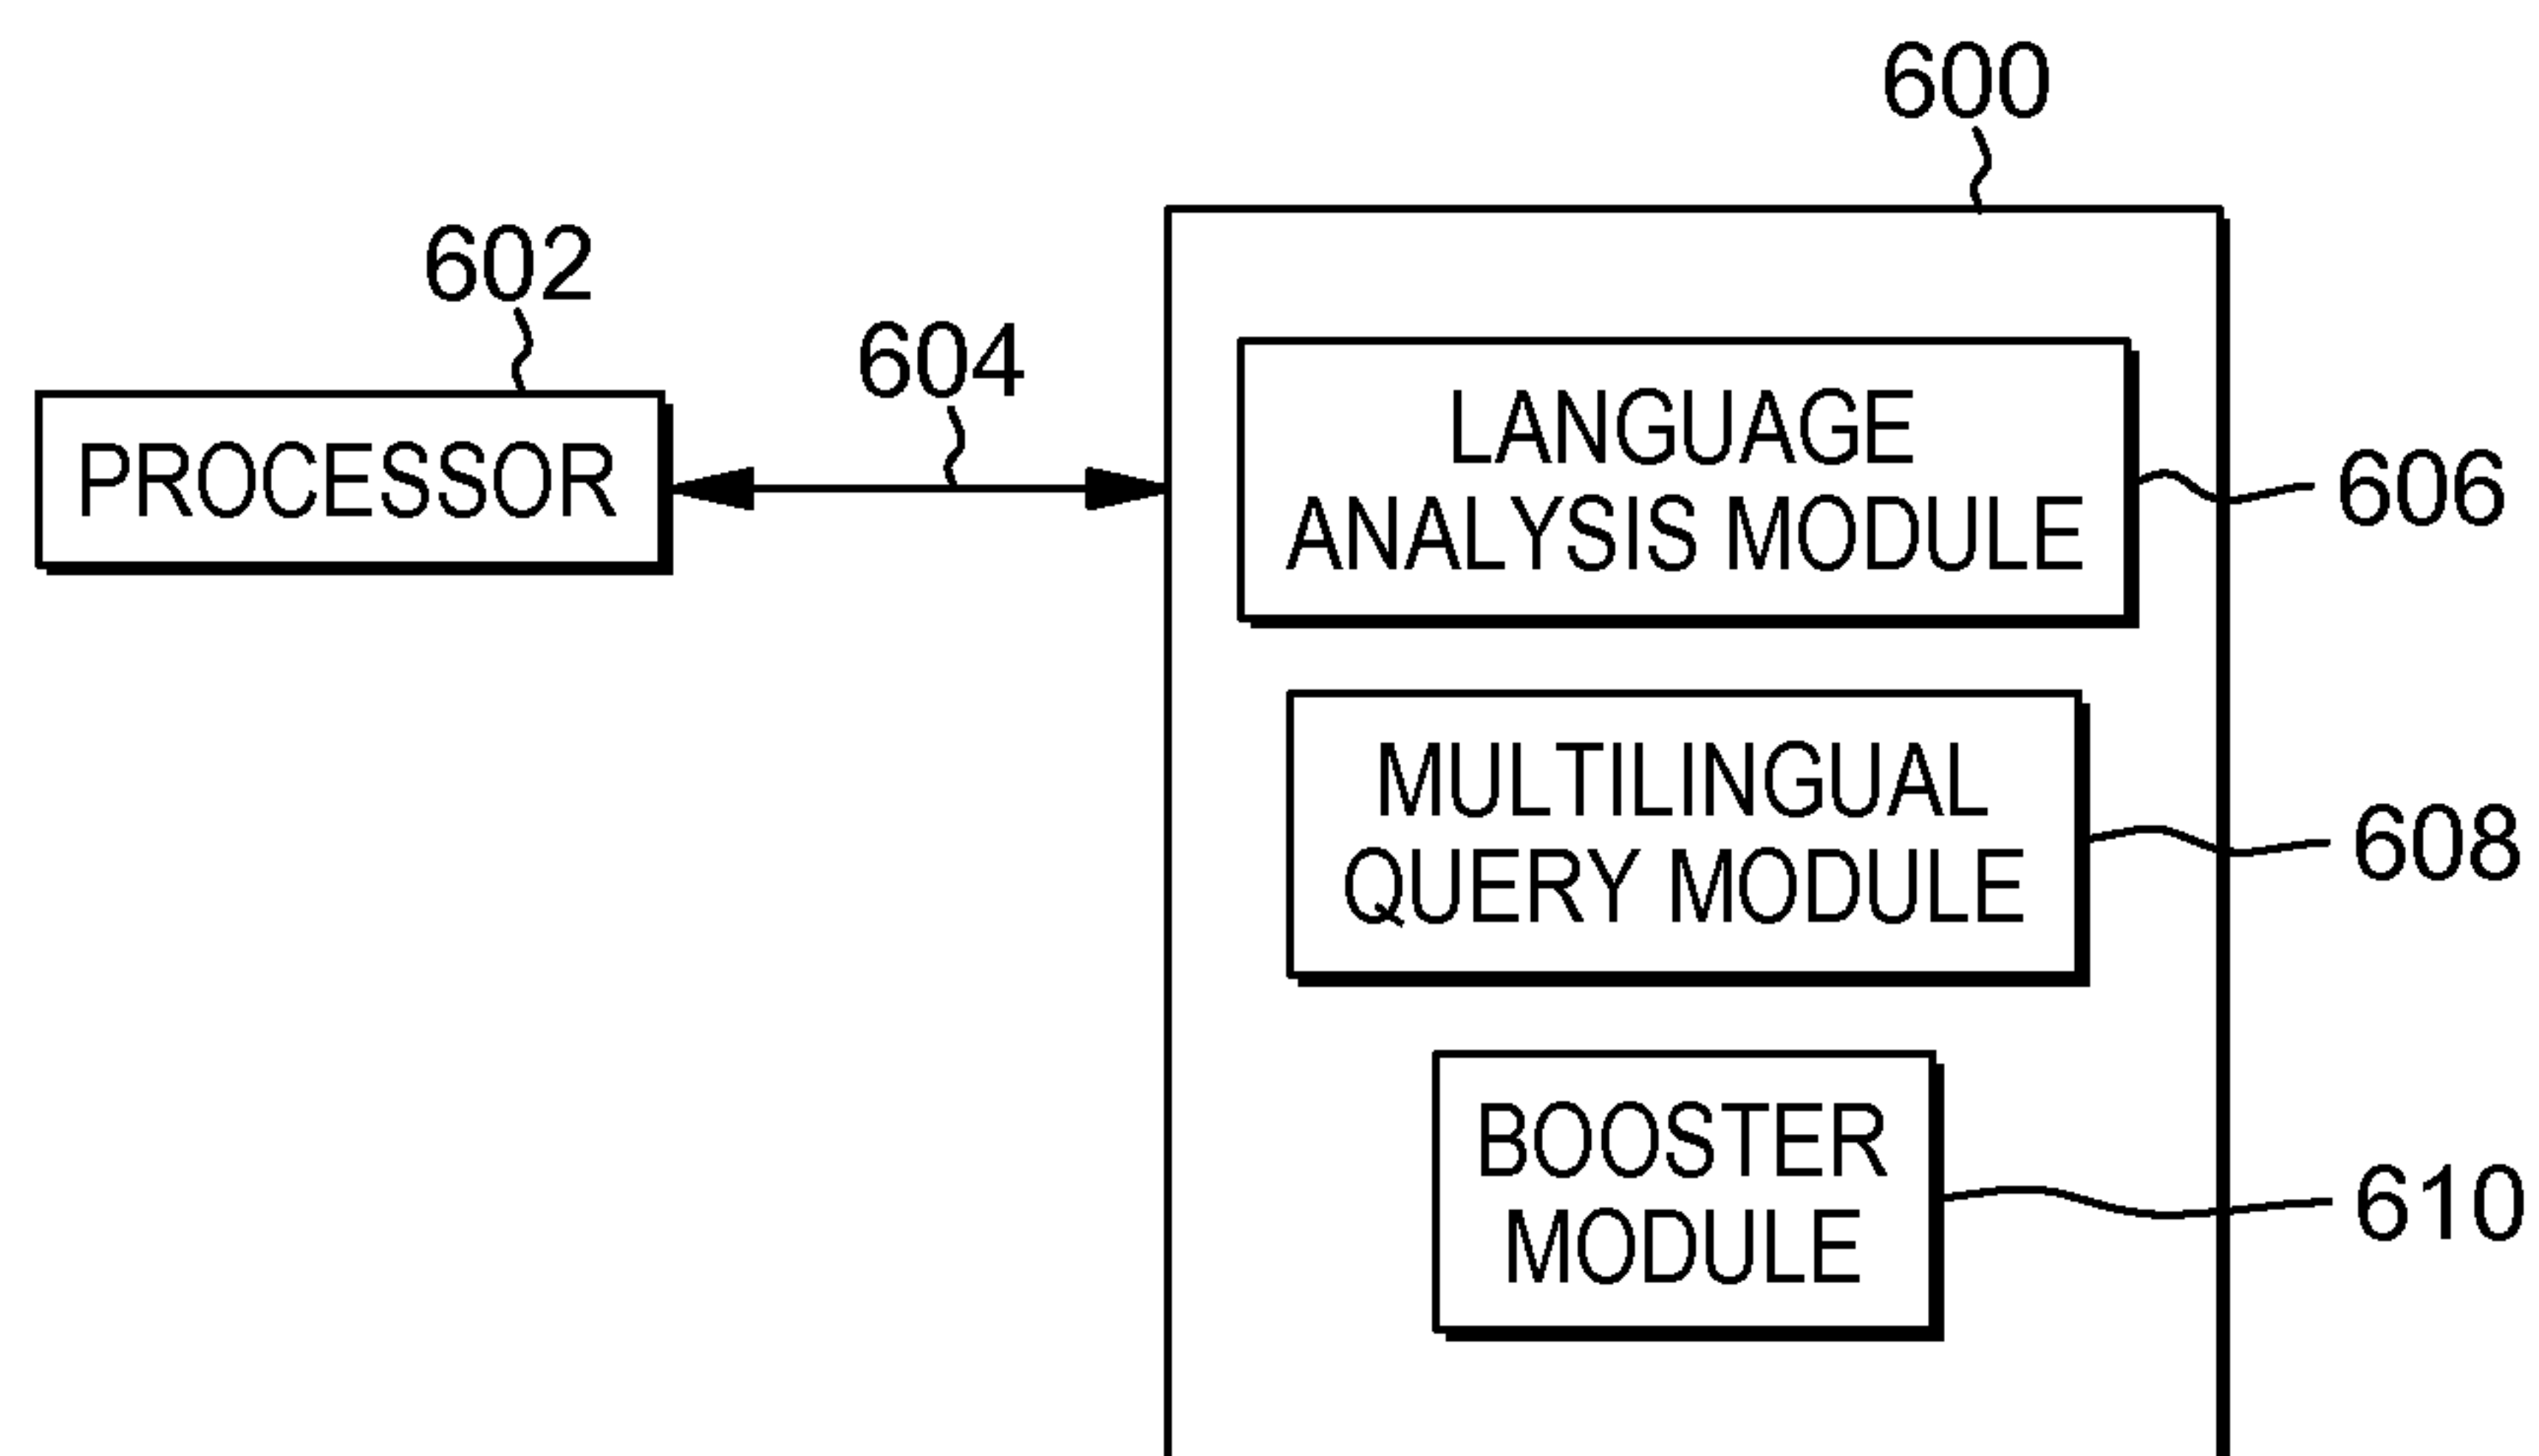 600
602
604
PROCESSOR
LANGUAGE
ANALYSIS MODULE
606
MULTILINGUAL
QUERY MODULE
608
BOOSTER
MODULE
610